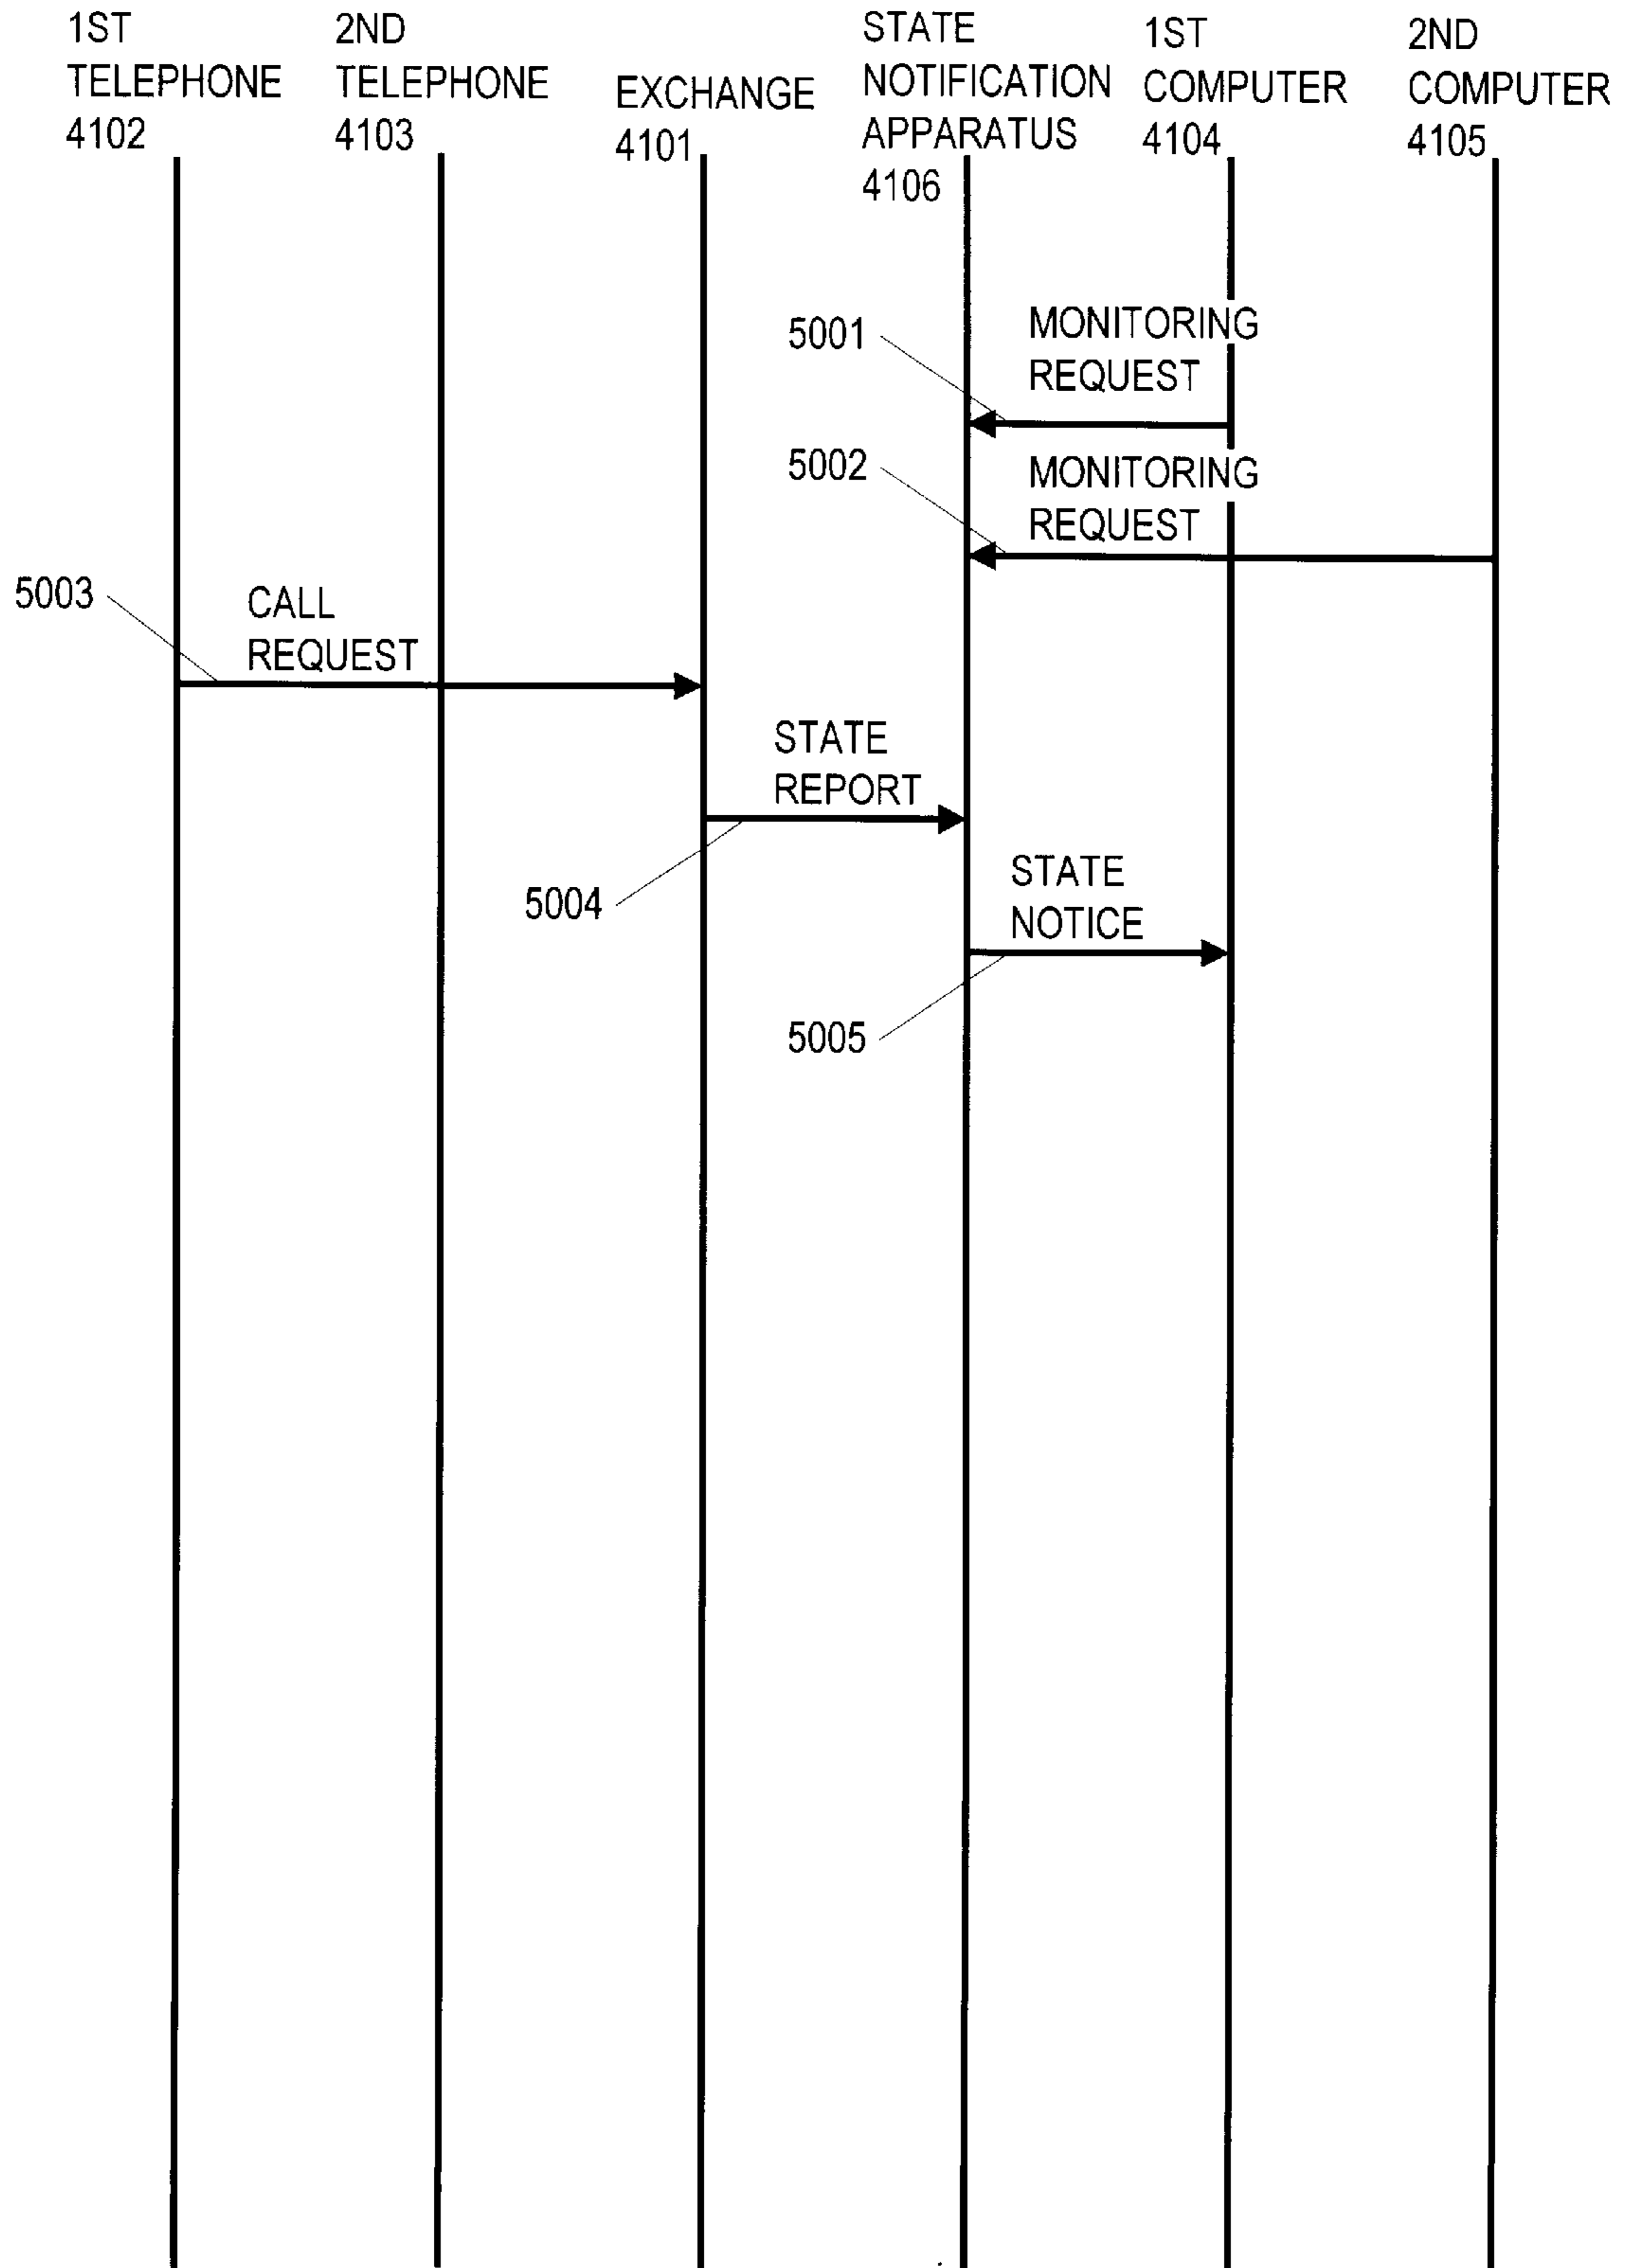 1ST
TELEPHONE
4102
2ND
TELEPHONE
4103
EXCHANGE
4101
STATE
NOTIFICATION
APPARATUS
4106
1ST
COMPUTER
4104
2ND
COMPUTER
4105
5001
MONITORING
REQUEST
5002
MONITORING
REQUEST
5003
CALL
REQUEST
STATE
REPORT
5004
STATE
NOTICE
5005